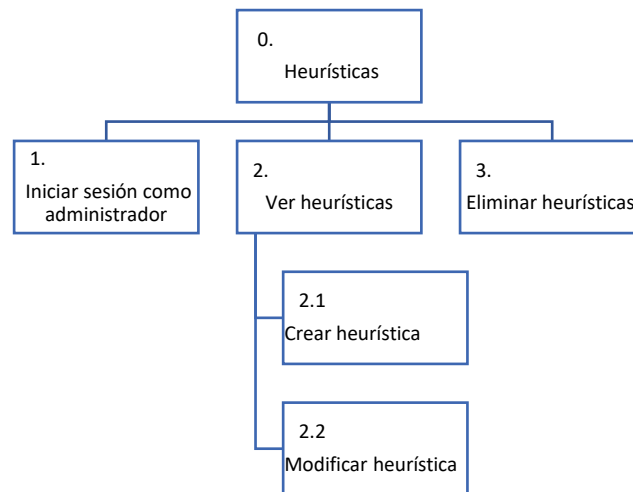 0.
Heurísticas
1.
Iniciar sesión como
administrador
2.
Ver heurísticas
3.
Eliminar heurísticas
2.1
Crear heurística
2.2
Modificar heurística